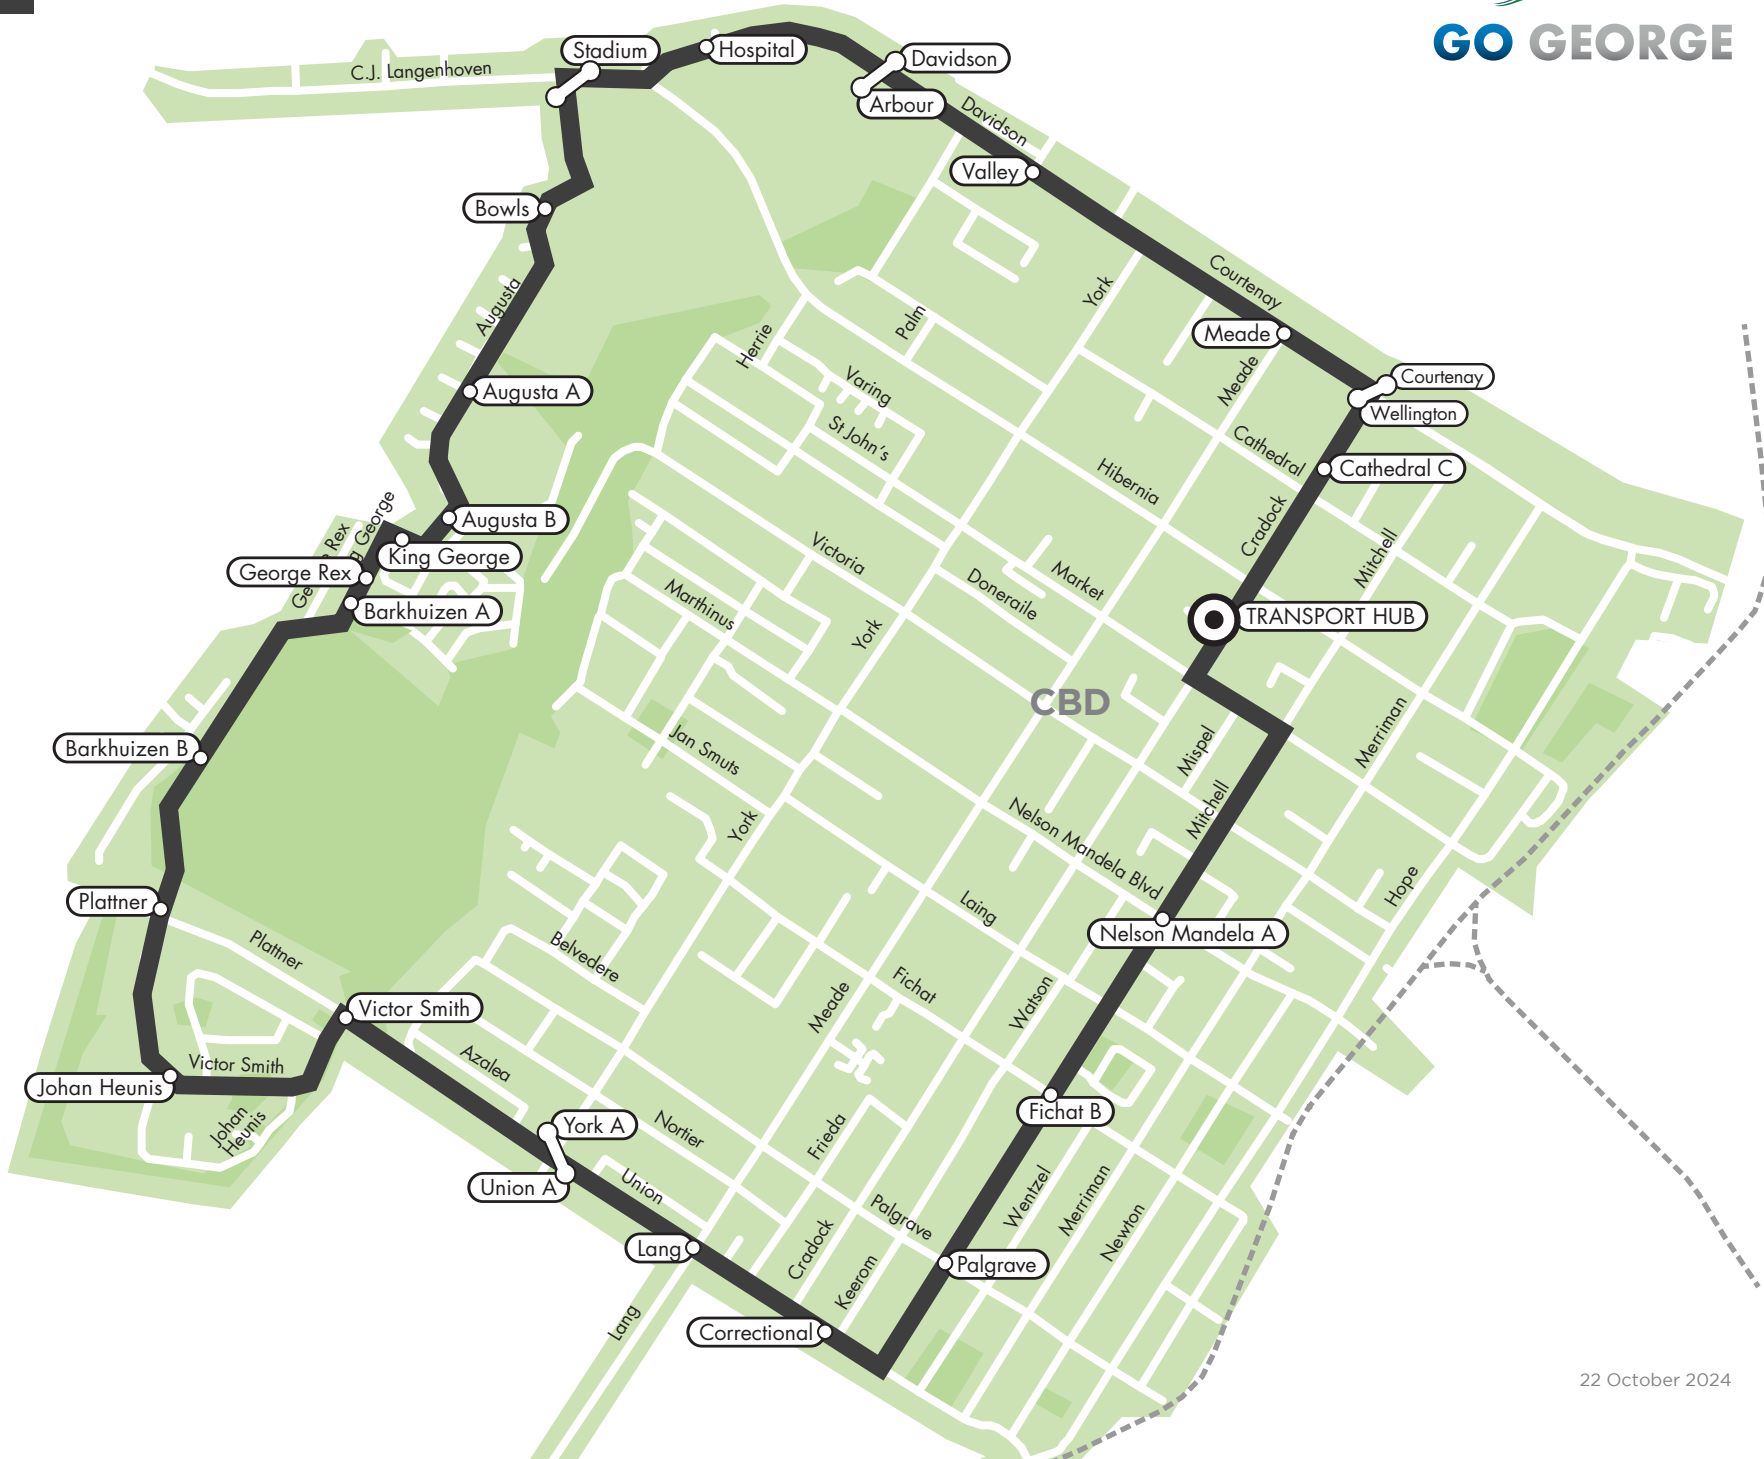 GO GEORGE
Stadium
Hospital
Davidson
Arbour
C.J. Langenhoven
Davidson
Valley
Bowls
Courtenay
York
Augusta
Meade
Palm
Herrie
Courtenay
Wellington
Meade
Varing
Augusta A
St John's
Cathedral
Cathedral C
Hibernia
Cradock
Augusta B
King George
George Rex
Barkhuizen A
Victoria
Market
Mitchell
Doneraile
Marthinus
York
TRANSPORT HUB
CBD
Merriman
Mispel
Jan Smuts
Barkhuizen B
Mitchell
York
Nelson Mandela Blvd
Hope
Plattner
Laing
Nelson Mandela A
Plattner
Belvedere
Fichat
Watson
Meade
Victor Smith
Victor Smith
Azalea
Johan Heunis
Johan
Heunis
Fichat B
York A
Nortier
Frieda
Union A
Union
Wentzel
Merriman
Newton
Palgrave
Lang
Cradock
Palgrave
Keerom
Lang
Correctional
22 October 2024